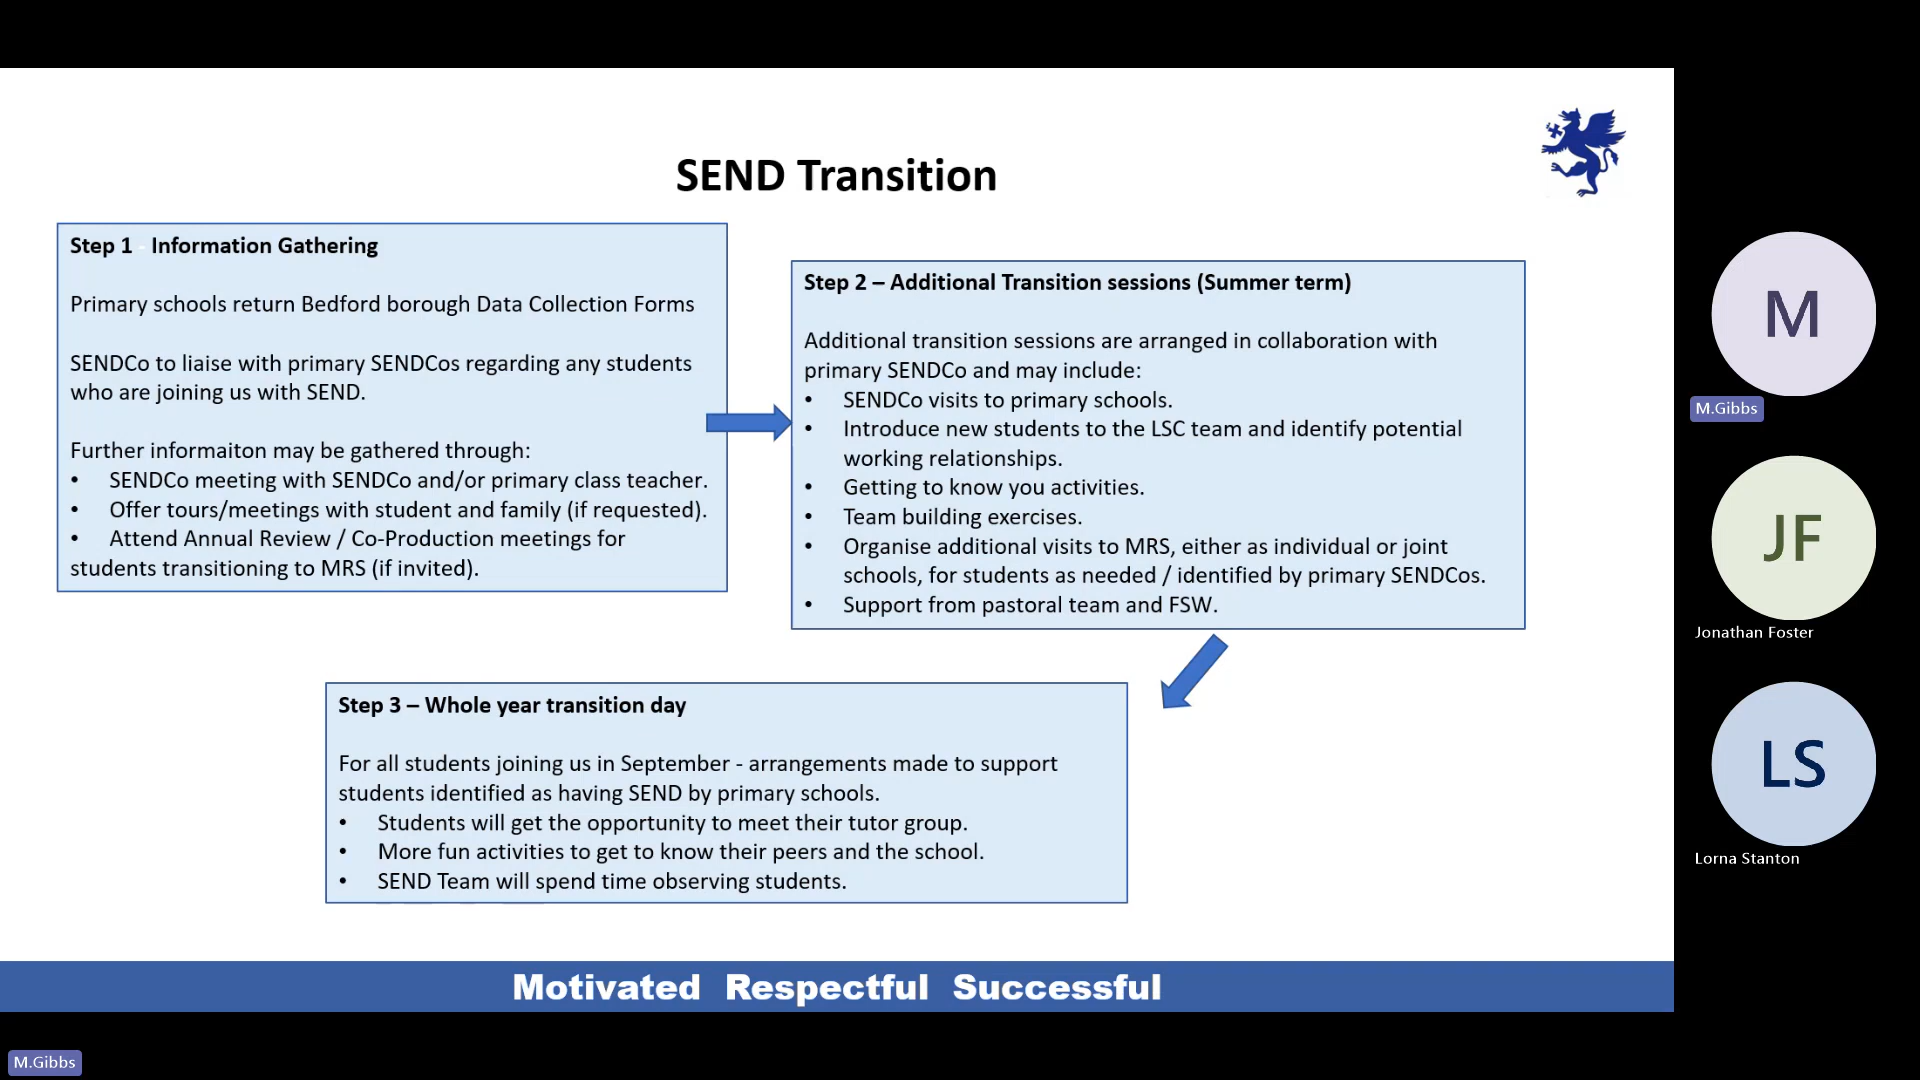 SEND Transition
Step 1 - Information Gathering
Primary schools return Bedford borough Data Collection Forms
SENDCo to liaise with primary SENDCos regarding any students
who are joining us with SEND.
Further informaiton may be gathered through:
• SENDCo meeting with SENDCo and/or primary class teacher.
• Offer tours/meetings with student and family (if requested).
• Attend Annual Review / Co-Production meetings for
students transitioning to MRS (if invited).
Step 2 – Additional Transition sessions (Summer term)
Additional transition sessions are arranged in collaboration with
primary SENDCo and may include:
• SENDCo visits to primary schools.
• Introduce new students to the LSC team and identify potential
working relationships.
• Getting to know you activities.
• Team building exercises.
• Organise additional visits to MRS, either as individual or joint
schools, for students as needed / identified by primary SENDCos.
• Support from pastoral team and FSW.
Step 3 – Whole year transition day
For all students joining us in September - arrangements made to support
students identified as having SEND by primary schools.
• Students will get the opportunity to meet their tutor group.
• More fun activities to get to know their peers and the school.
• SEND Team will spend time observing students.
Motivated Respectful Successful
M
M.Gibbs
JF
Jonathan Foster
LS
Lorna Stanton
M.Gibbs